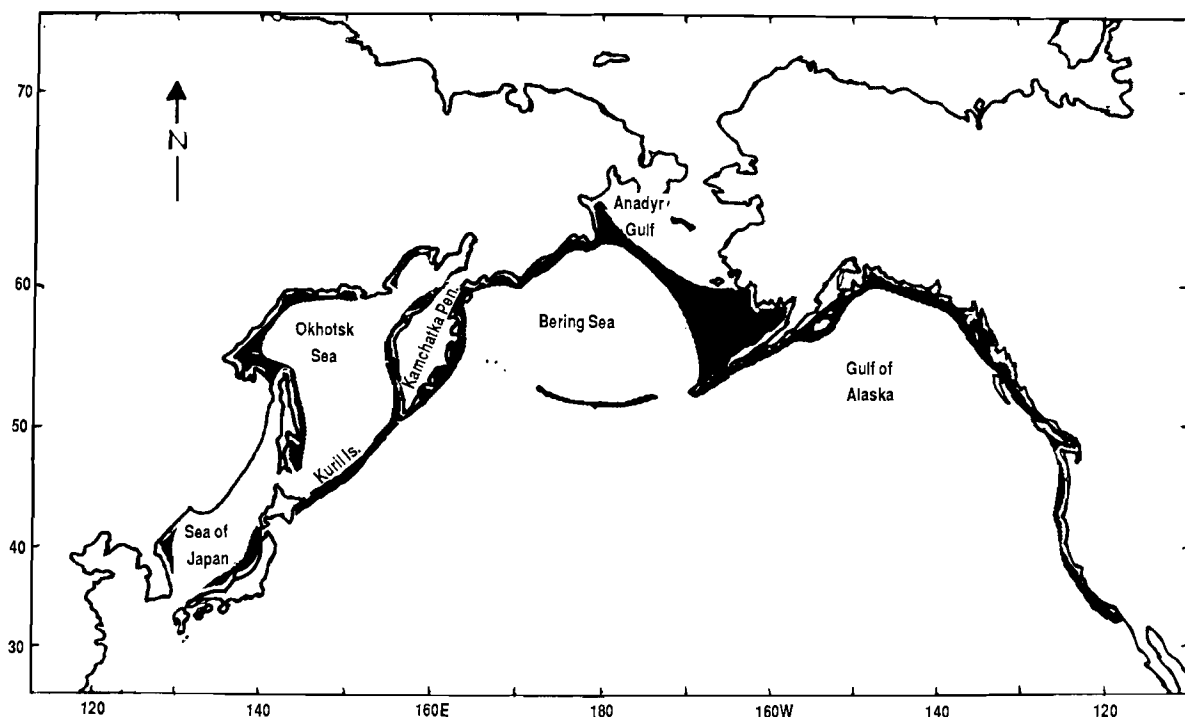 70
N
Anadyr
Gulf
60
Okhotsk
Sea
Kamchatka Pen.
Bering Sea
Gulf of
Alaska
50
Kuril Is.
Sea of
Japan
40
30
120
140
160E
180
160W
140
120